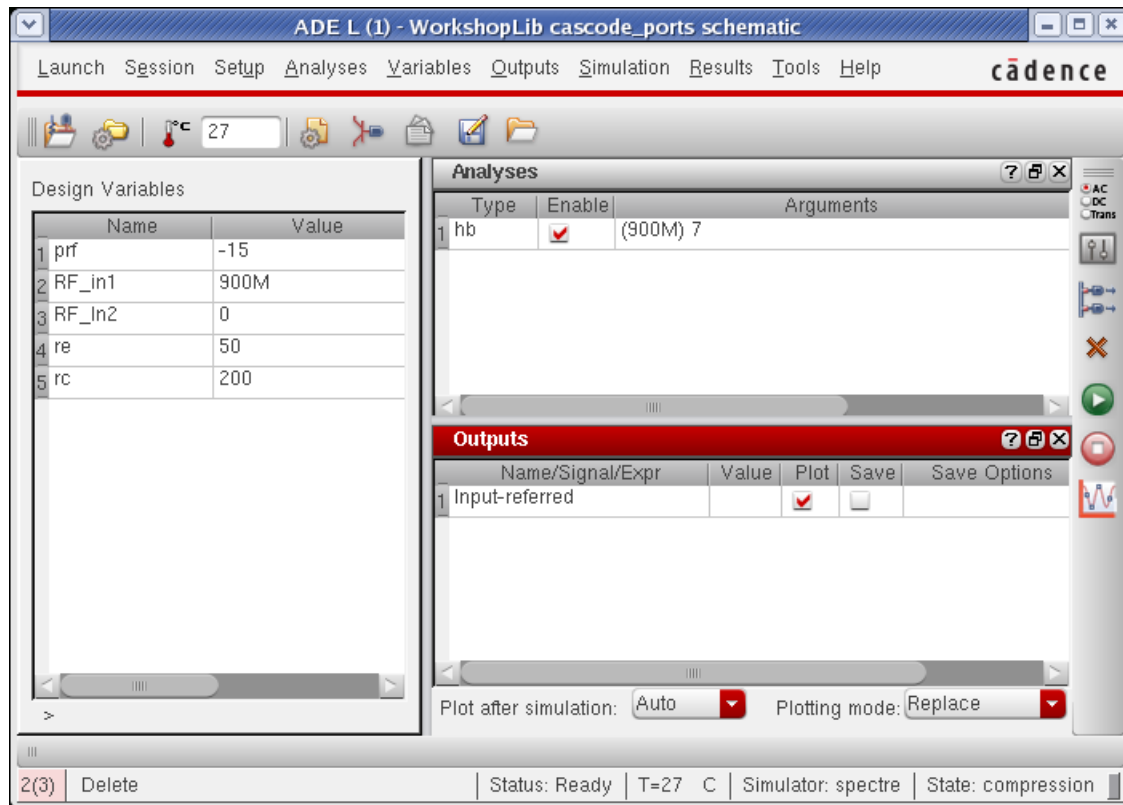 ADE L (1) - WorkshopLib cascode_ports schematic
Launch Session Setup Analyses Variables Outputs Simulation Results Tools Help cādence
°C 27
Design Variables
Name Value
1 prf -15
2 RF_in1 900M
3 RF_In2 0
4 re 50
5 rc 200
>
Analyses
Type Enable Arguments
1 hb (900M) 7
AC
DC
Trans
Outputs
Name/Signal/Expr Value Plot Save Save Options
1 Input-referred
Plot after simulation: Auto Plotting mode: Replace
2(3) Delete Status: Ready T=27 C Simulator: spectre State: compression